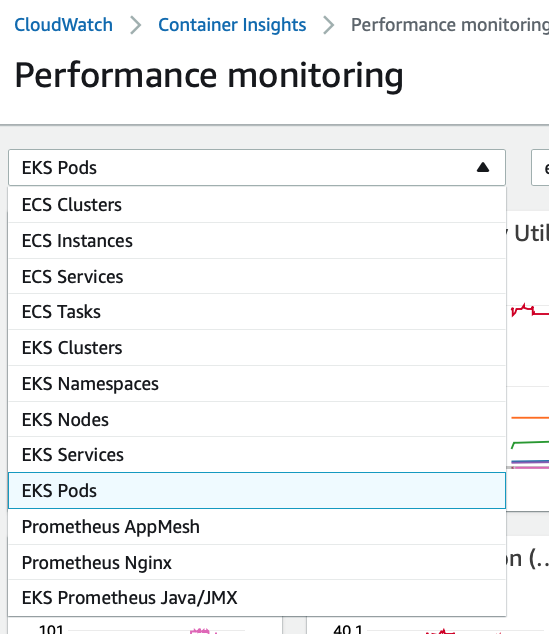 CloudWatch > Container Insights > Performance monitoring
Performance monitoring
EKS Pods
ECS Clusters
ECS Instances
ECS Services
ECS Tasks
EKS Clusters
EKS Namespaces
EKS Nodes
EKS Services
EKS Pods
Prometheus AppMesh
Prometheus Nginx
EKS Prometheus Java/JMX
101
40.1